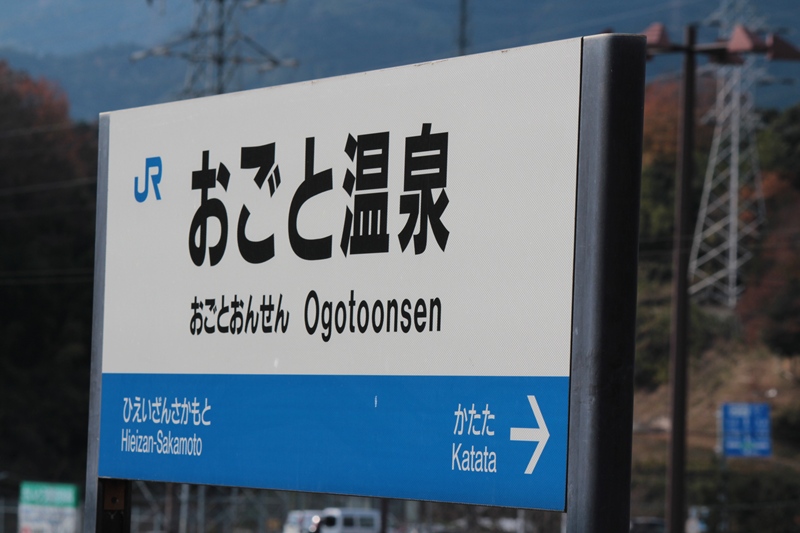 JR
おごと温泉
おごとおんせん Ogotoonsen
ひえいざんさかもと
Hieizan-Sakamoto
かたた
Katata